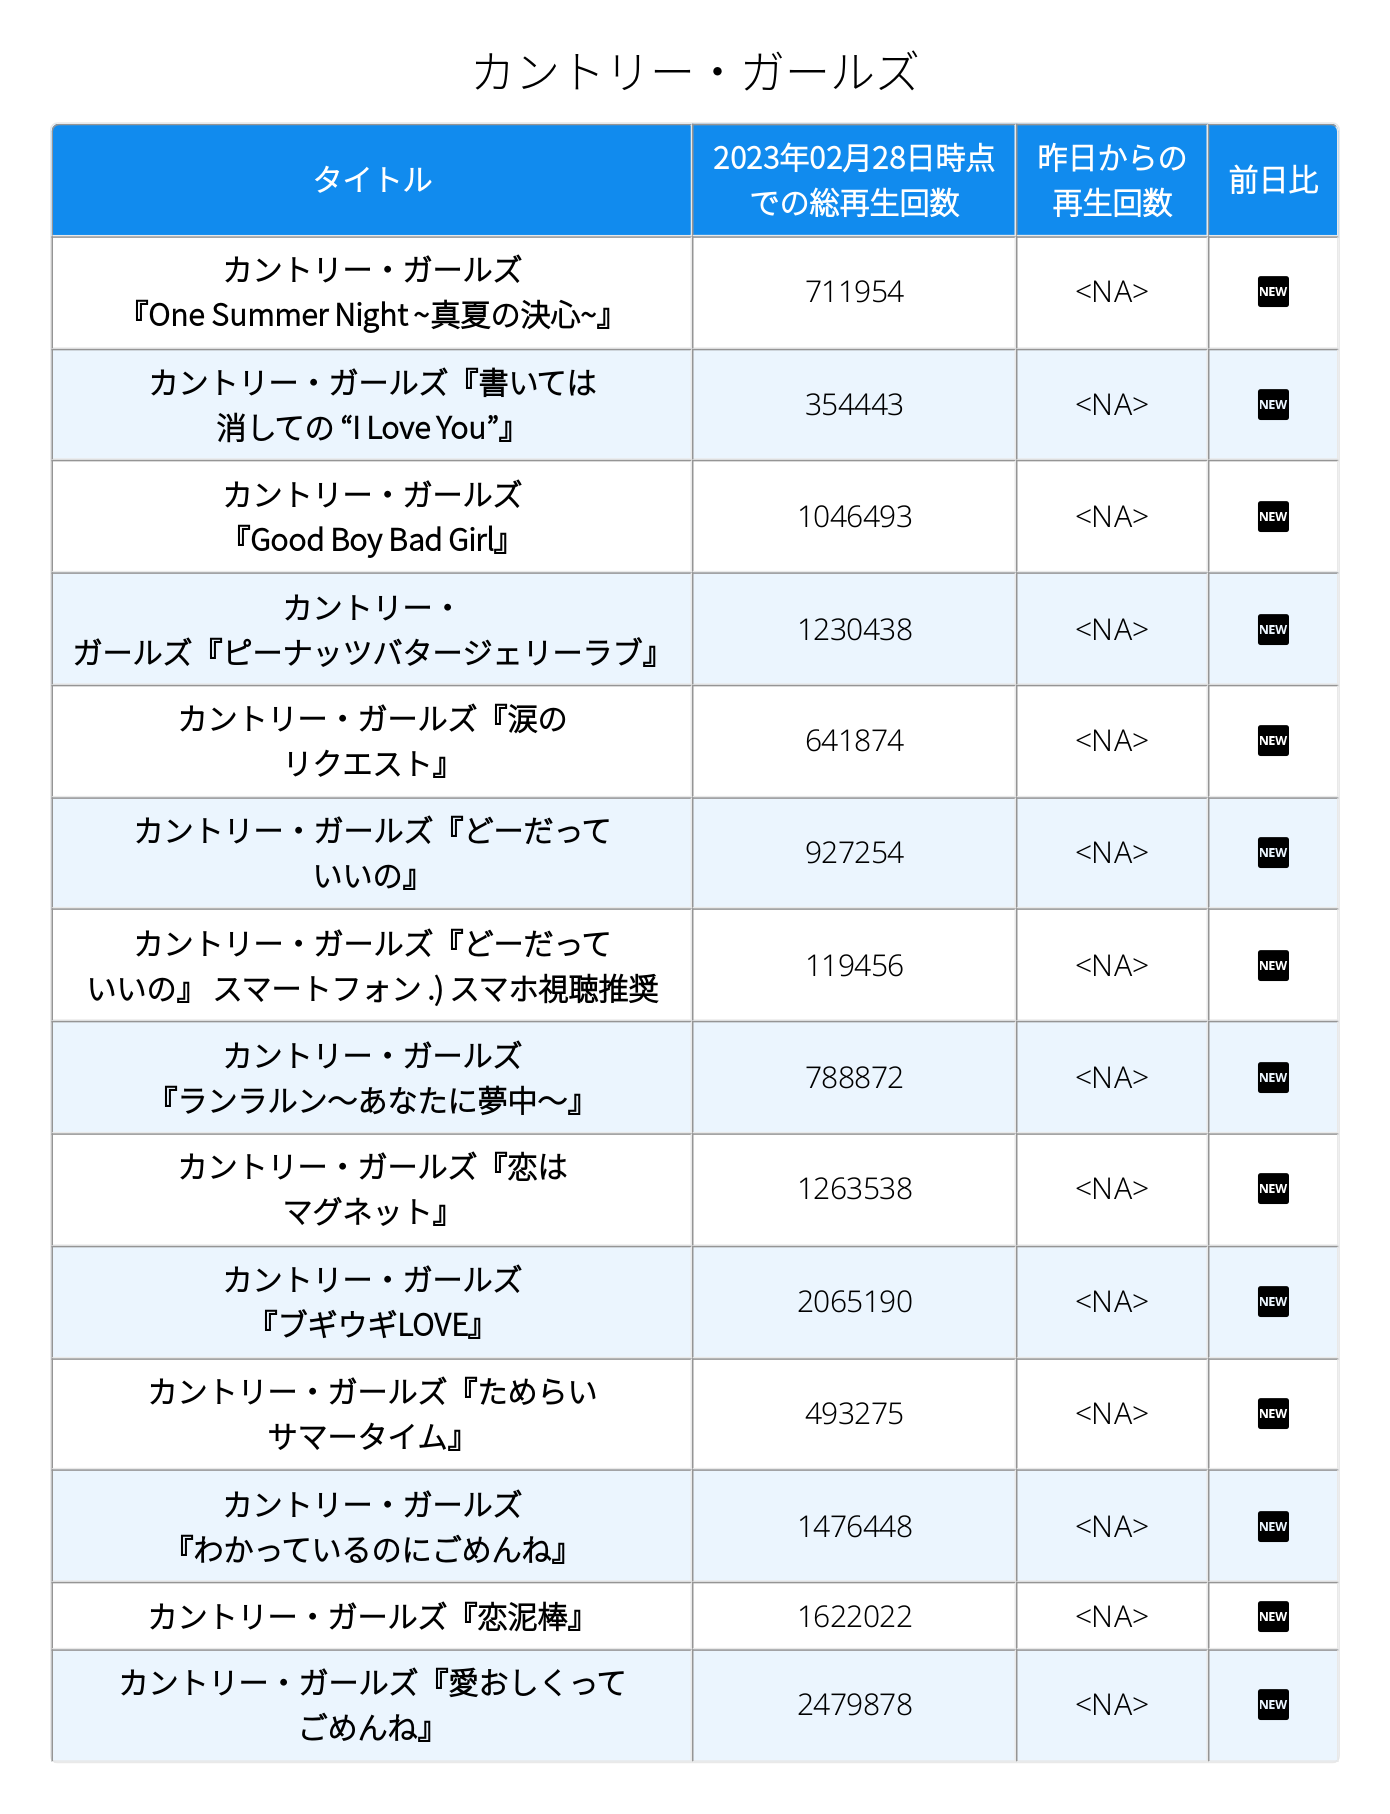 カントリー・ガールズ
タイトル
2023年02月28日時点
での総再生回数
昨日からの
再生回数
前日比
カントリー・ガールズ
『One Summer Night ~真夏の決心~』
711954
<NA>
NEW
カントリー・ガールズ『書いては
消しての “I Love You”』
354443
<NA>
NEW
カントリー・ガールズ
『Good Boy Bad Girl』
1046493
<NA>
NEW
カントリー・
ガールズ『ピーナッツバタージェリーラブ』
1230438
<NA>
NEW
カントリー・ガールズ『涙の
リクエスト』
641874
<NA>
NEW
カントリー・ガールズ『どーだって
いいの』
927254
<NA>
NEW
カントリー・ガールズ『どーだって
いいの』 スマートフォン .) スマホ視聴推奨
119456
<NA>
NEW
カントリー・ガールズ
『ランラルン〜あなたに夢中〜』
788872
<NA>
NEW
カントリー・ガールズ『恋は
マグネット』
1263538
<NA>
NEW
カントリー・ガールズ
『ブギウギLOVE』
2065190
<NA>
NEW
カントリー・ガールズ『ためらい
サマータイム』
493275
<NA>
NEW
カントリー・ガールズ
『わかっているのにごめんね』
1476448
<NA>
NEW
カントリー・ガールズ『恋泥棒』
1622022
<NA>
NEW
カントリー・ガールズ『愛おしくって
ごめんね』
2479878
<NA>
NEW